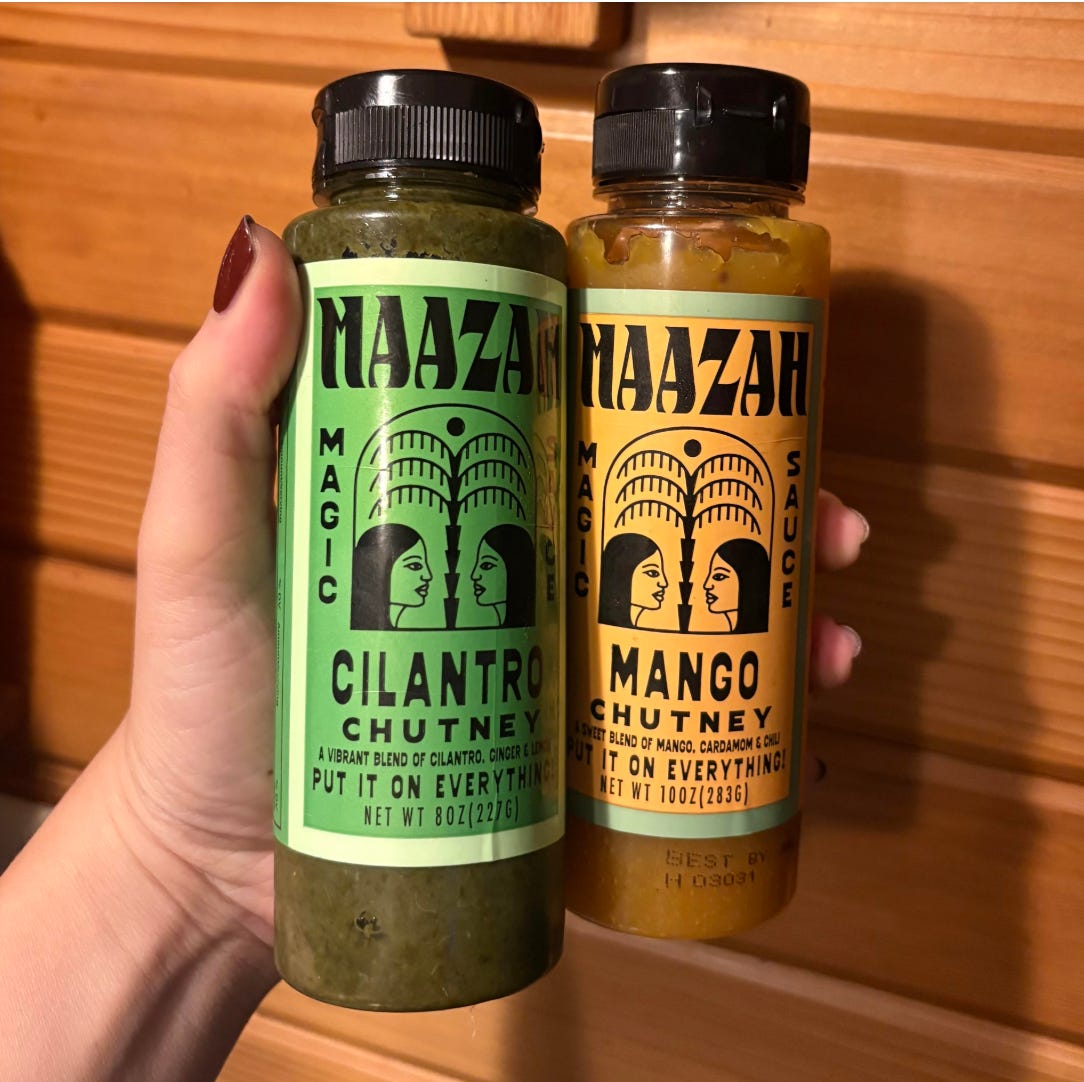 MAAZAH
MAGIC
CILANTRO
CHUTNEY
A VIBRANT BLEND OF CILANTRO, GINGER & LEMON
PUT IT ON EVERYTHING!
NET WT 8OZ(227G)
MAAZAH
MAGIC
SAUCE
MANGO
CHUTNEY
A SWEET BLEND OF MANGO, CARDAMOM & CHILI
PUT IT ON EVERYTHING!
NET WT 10OZ(283G)
BEST BY
H 03031